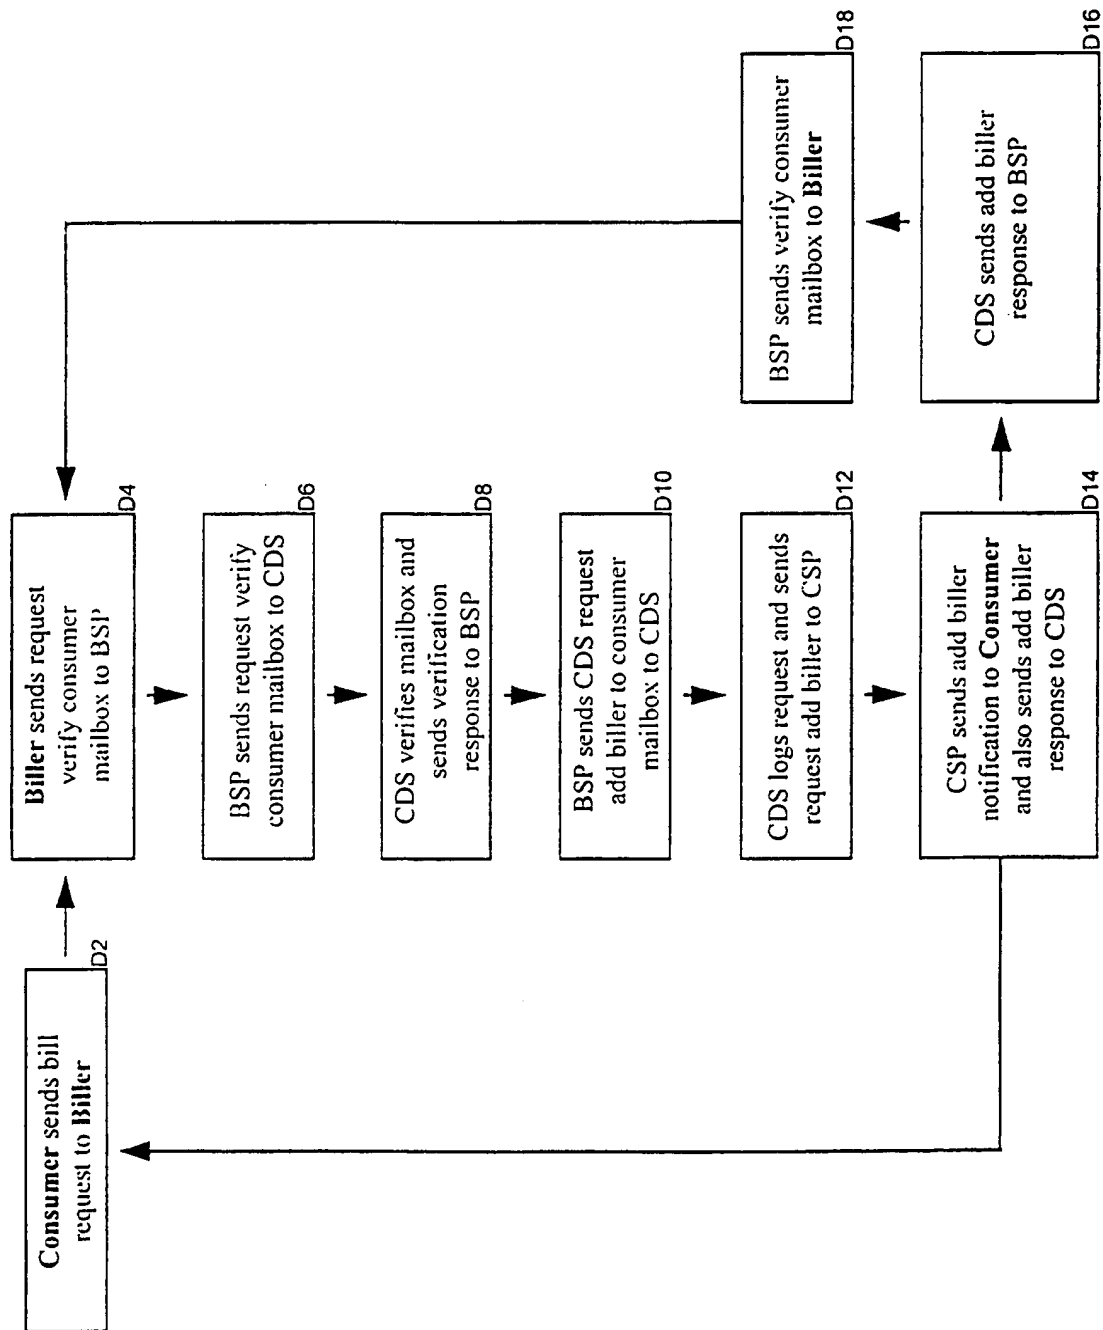 Consumer sends bill
request to Biller
D2
Biller sends request
verify consumer
mailbox to BSP
D4
BSP sends request verify
consumer mailbox to CDS
D6
CDS verifies mailbox and
sends verification
response to BSP
D8
BSP sends CDS request
add biller to consumer
mailbox to CDS
D10
CDS logs request and sends
request add biller to CSP
D12
CSP sends add biller
notification to Consumer
and also sends add biller
response to CDS
D14
CDS sends add biller
response to BSP
D16
BSP sends verify consumer
mailbox to Biller
D18